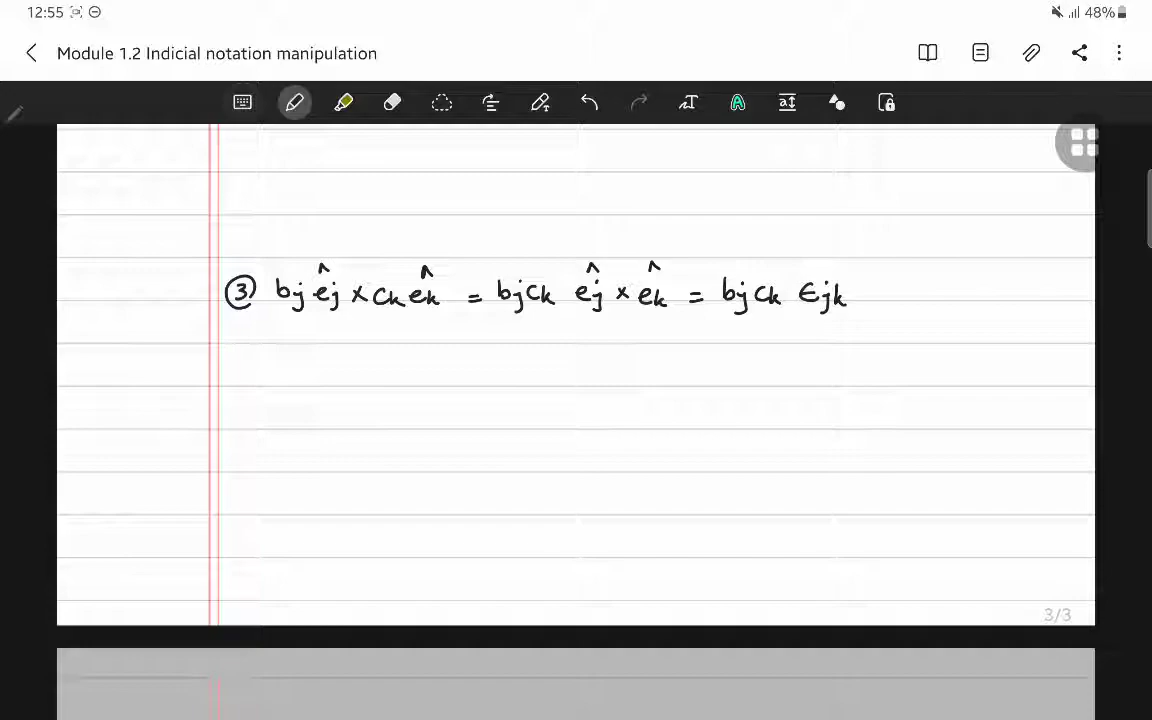 12:55 48%
Module 1.2 Indicial notation manipulation
③ bj êj × ck êk = bjck êj × êk = bjck ϵjk
3/3